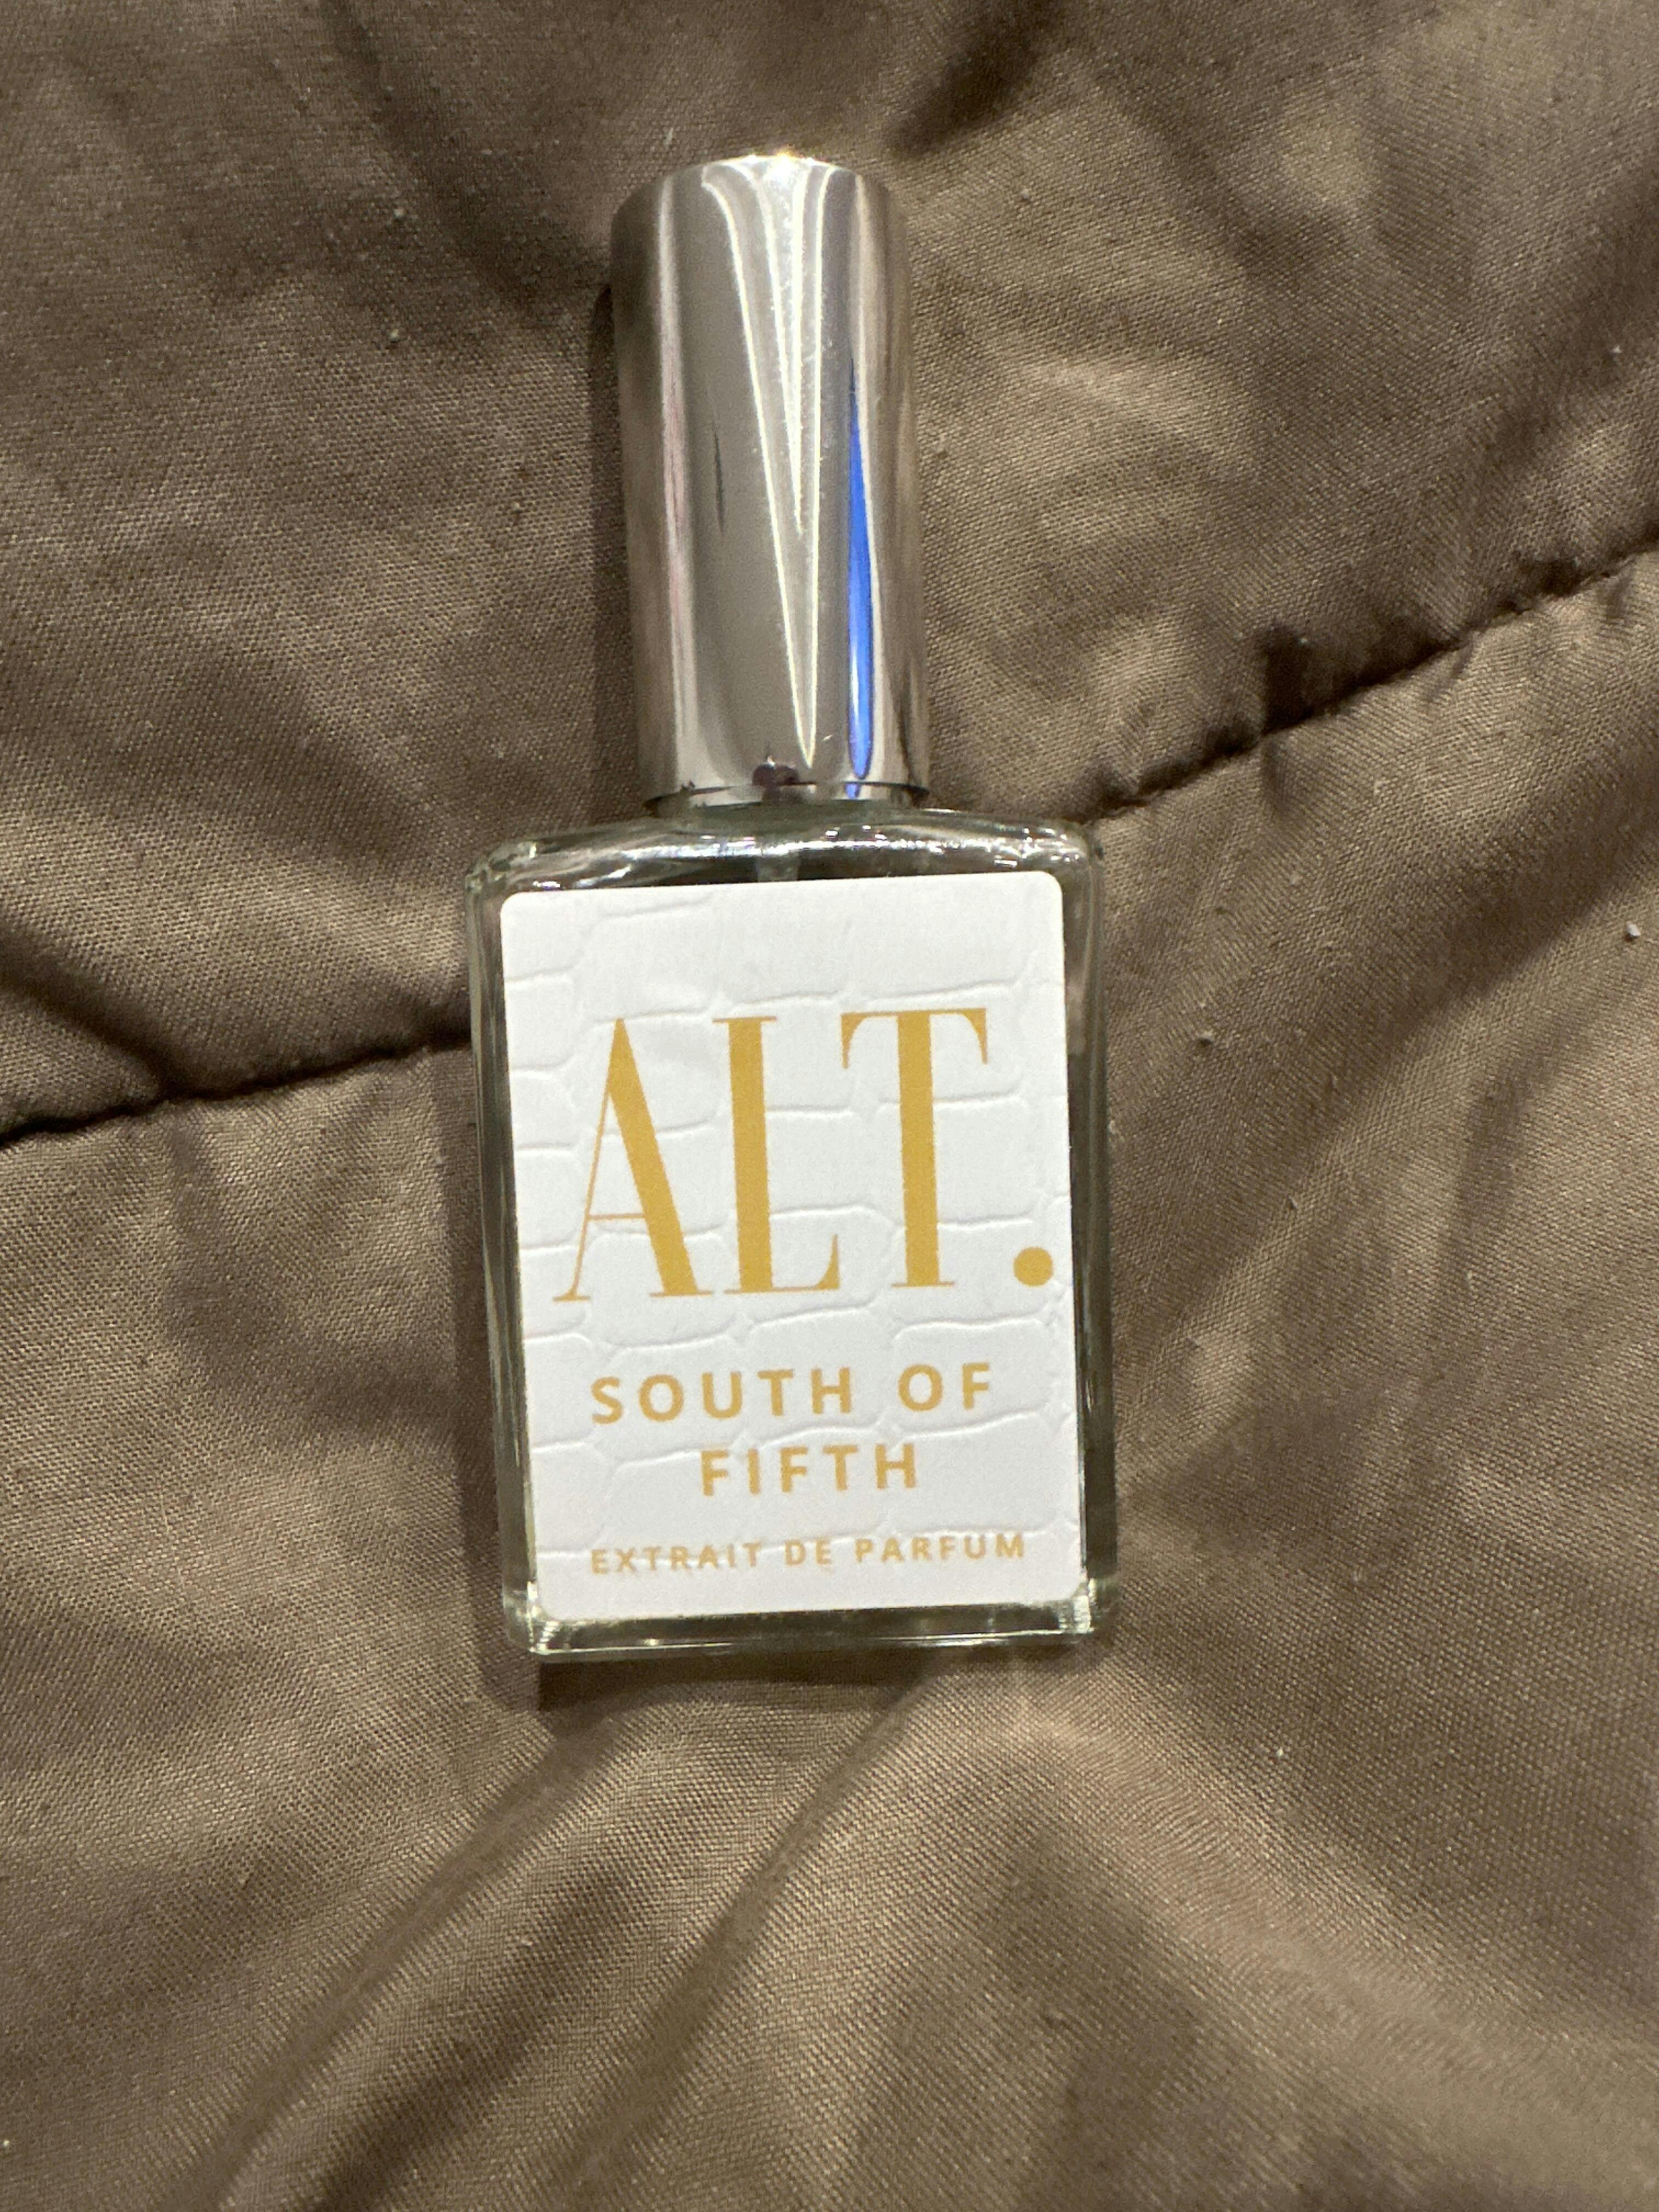 ALT.
SOUTH OF
FIFTH
EXTRAIT DE PARFUM